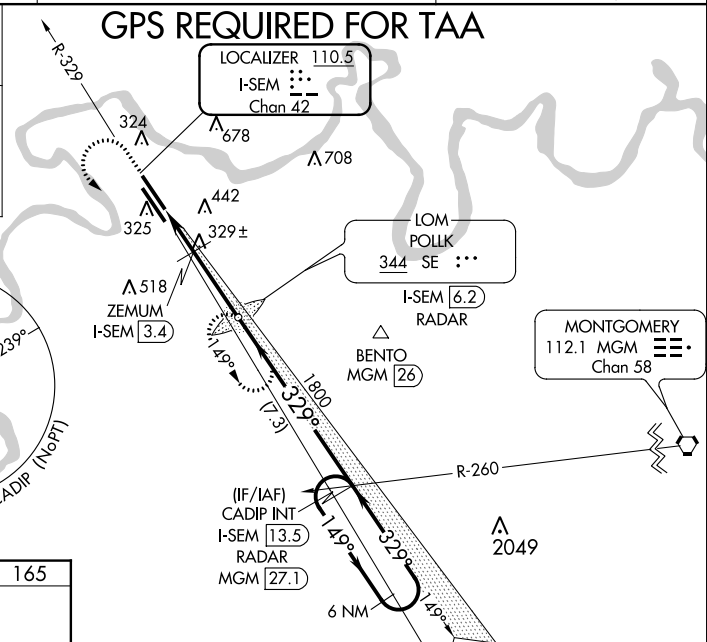 GPS REQUIRED FOR TAA
R-329
LOCALIZER 110.5
I-SEM
Chan 42
324
678
708
442
325
329±
LOM
POLLK
344 SE
I-SEM 6.2
RADAR
518
ZEMUM
I-SEM 3.4
BENTO
MGM 26
MONTGOMERY
112.1 MGM
Chan 58
239°
CADIP (NoPT)
149°
(7.3)
329°
1800
R-260
(IF/IAF)
CADIP INT
I-SEM 13.5
RADAR
MGM 27.1
149°
329°
2049
6 NM
149°
165